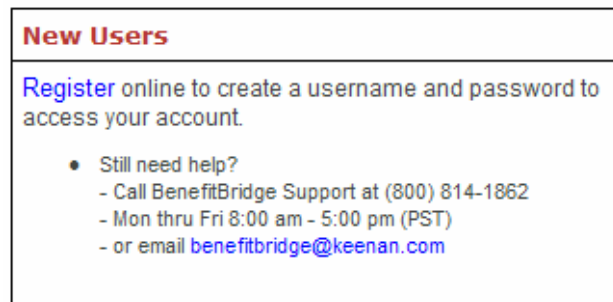 New Users
Register online to create a username and password to
access your account.
• Still need help?
- Call BenefitBridge Support at (800) 814-1862
- Mon thru Fri 8:00 am - 5:00 pm (PST)
- or email benefitbridge@keenan.com